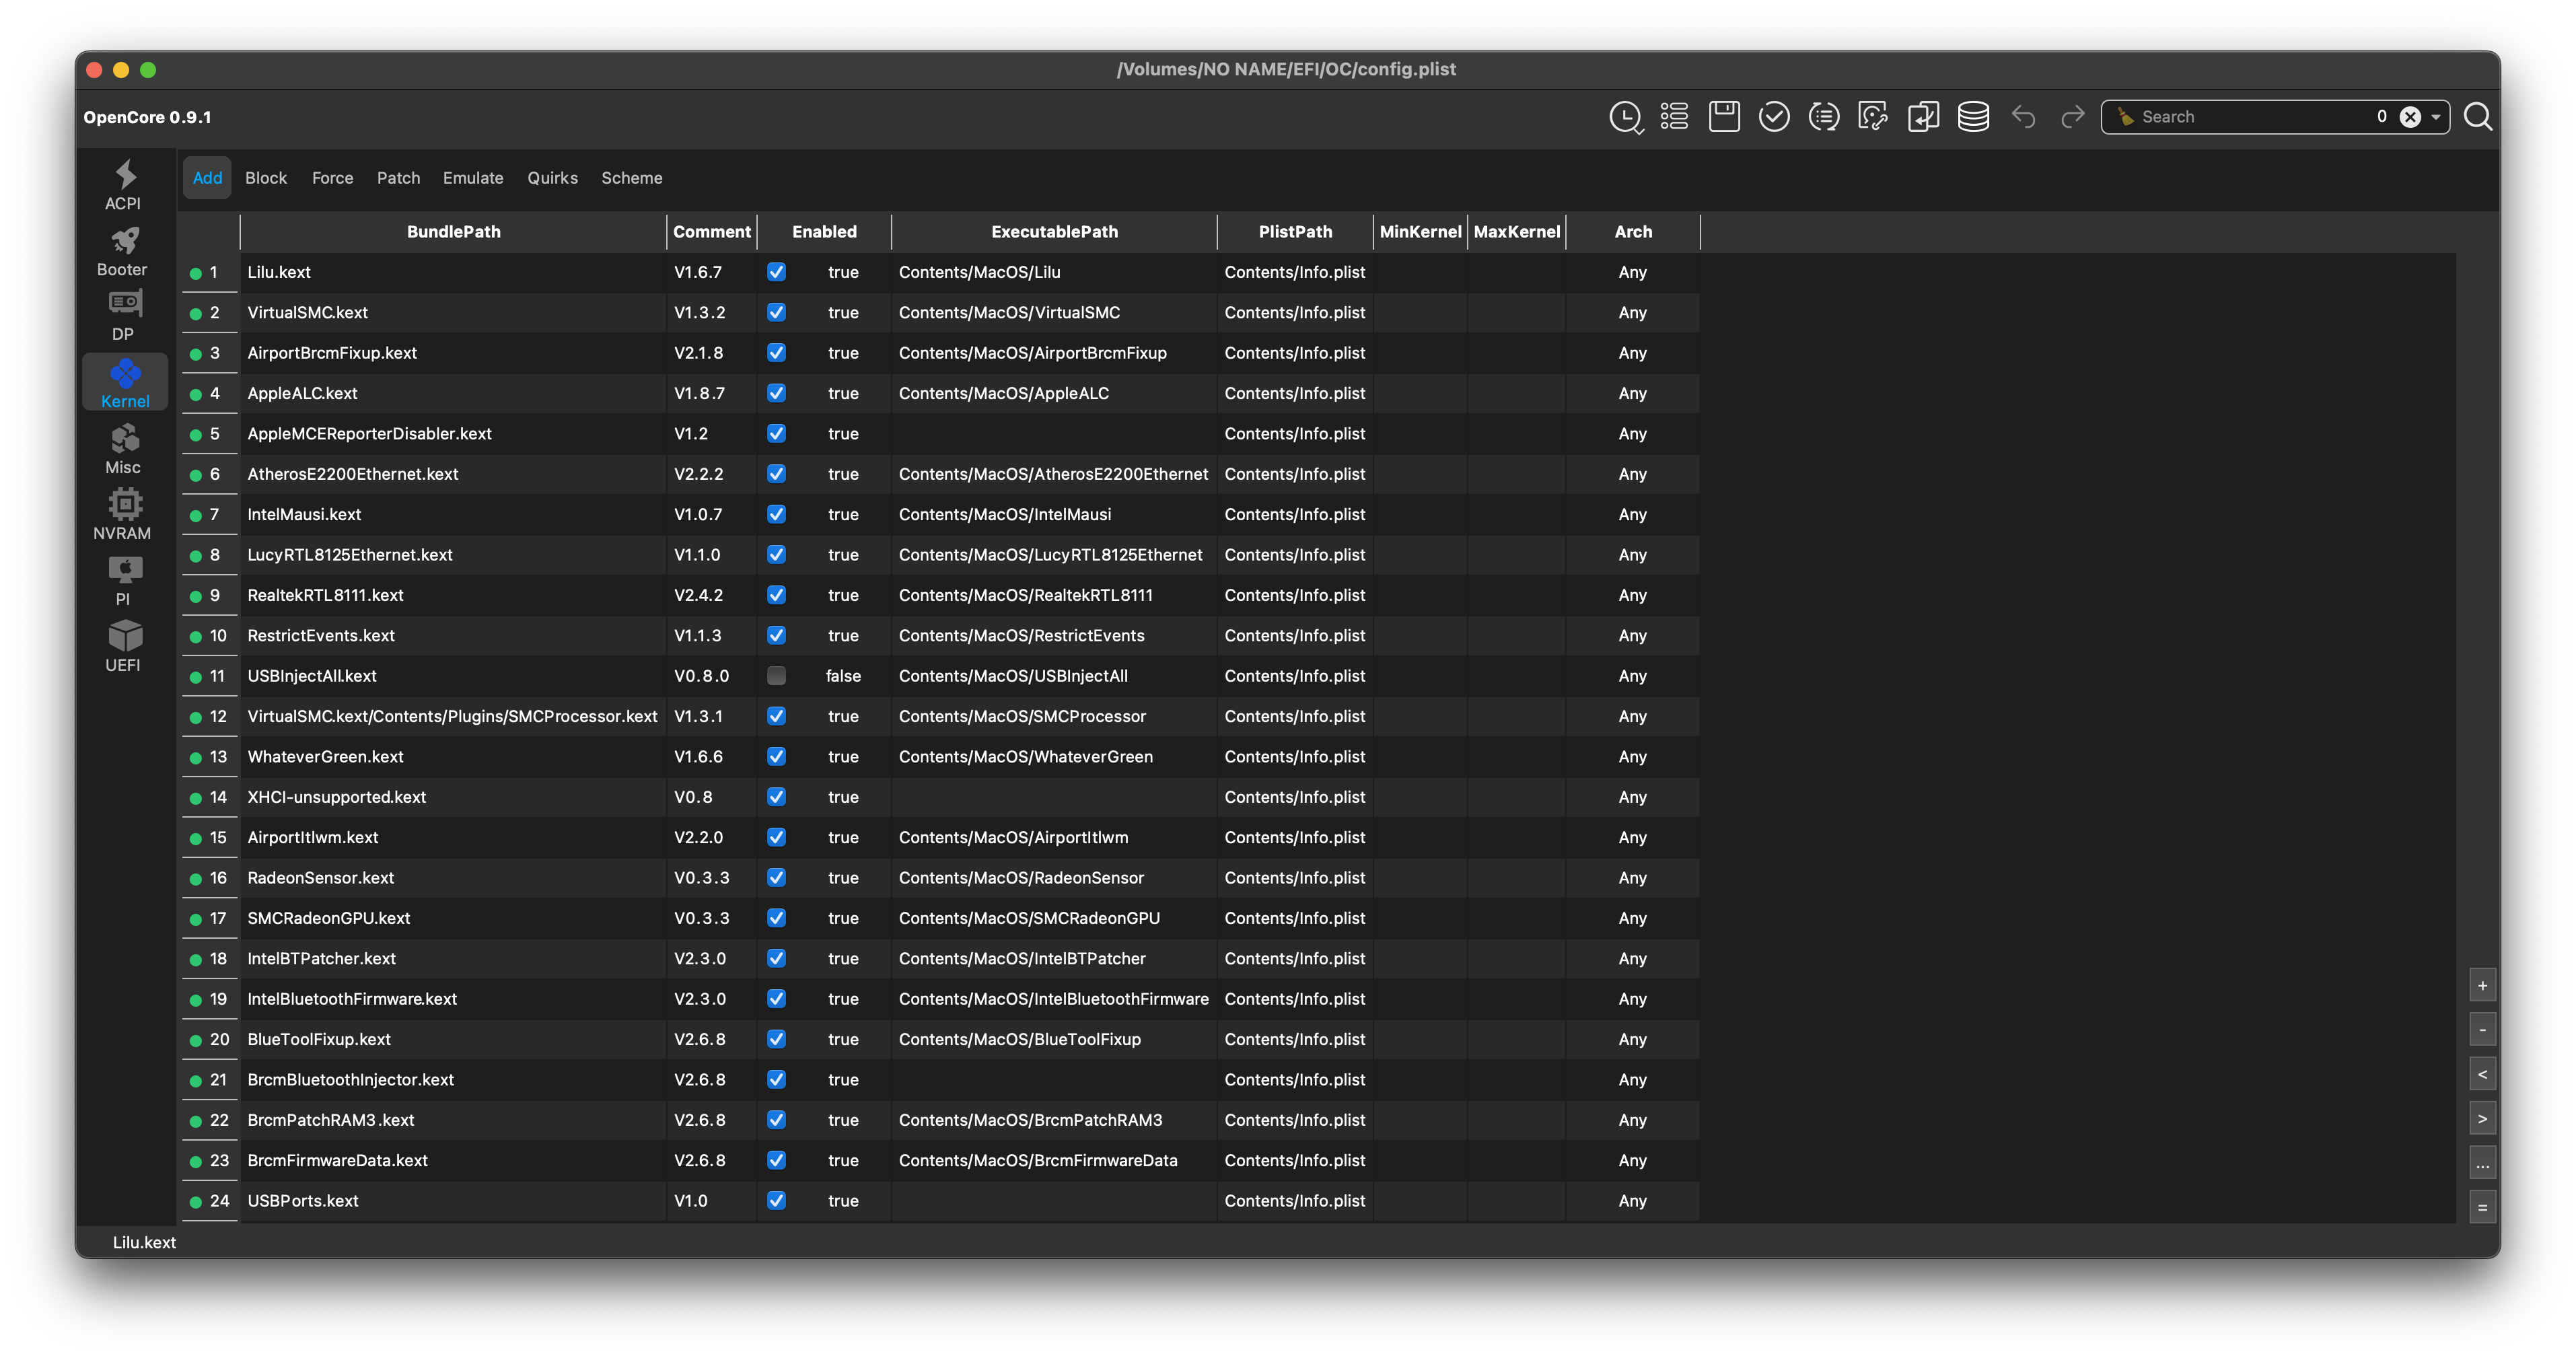 /Volumes/NO NAME/EFI/OC/config.plist
OpenCore 0.9.1
Search 0
Add Block Force Patch Emulate Quirks Scheme
ACPI
Booter
DP
Kernel
Misc
NVRAM
PI
UEFI
BundlePath Comment Enabled ExecutablePath PlistPath MinKernel MaxKernel Arch
1 Lilu.kext V1.6.7 true Contents/MacOS/Lilu Contents/Info.plist Any
2 VirtualSMC.kext V1.3.2 true Contents/MacOS/VirtualSMC Contents/Info.plist Any
3 AirportBrcmFixup.kext V2.1.8 true Contents/MacOS/AirportBrcmFixup Contents/Info.plist Any
4 AppleALC.kext V1.8.7 true Contents/MacOS/AppleALC Contents/Info.plist Any
5 AppleMCEReporterDisabler.kext V1.2 true Contents/Info.plist Any
6 AtherosE2200Ethernet.kext V2.2.2 true Contents/MacOS/AtherosE2200Ethernet Contents/Info.plist Any
7 IntelMausi.kext V1.0.7 true Contents/MacOS/IntelMausi Contents/Info.plist Any
8 LucyRTL8125Ethernet.kext V1.1.0 true Contents/MacOS/LucyRTL8125Ethernet Contents/Info.plist Any
9 RealtekRTL8111.kext V2.4.2 true Contents/MacOS/RealtekRTL8111 Contents/Info.plist Any
10 RestrictEvents.kext V1.1.3 true Contents/MacOS/RestrictEvents Contents/Info.plist Any
11 USBInjectAll.kext V0.8.0 false Contents/MacOS/USBInjectAll Contents/Info.plist Any
12 VirtualSMC.kext/Contents/Plugins/SMCProcessor.kext V1.3.1 true Contents/MacOS/SMCProcessor Contents/Info.plist Any
13 WhateverGreen.kext V1.6.6 true Contents/MacOS/WhateverGreen Contents/Info.plist Any
14 XHCI-unsupported.kext V0.8 true Contents/Info.plist Any
15 AirportItlwm.kext V2.2.0 true Contents/MacOS/AirportItlwm Contents/Info.plist Any
16 RadeonSensor.kext V0.3.3 true Contents/MacOS/RadeonSensor Contents/Info.plist Any
17 SMCRadeonGPU.kext V0.3.3 true Contents/MacOS/SMCRadeonGPU Contents/Info.plist Any
18 IntelBTPatcher.kext V2.3.0 true Contents/MacOS/IntelBTPatcher Contents/Info.plist Any
19 IntelBluetoothFirmware.kext V2.3.0 true Contents/MacOS/IntelBluetoothFirmware Contents/Info.plist Any
20 BlueToolFixup.kext V2.6.8 true Contents/MacOS/BlueToolFixup Contents/Info.plist Any
21 BrcmBluetoothInjector.kext V2.6.8 true Contents/Info.plist Any
22 BrcmPatchRAM3.kext V2.6.8 true Contents/MacOS/BrcmPatchRAM3 Contents/Info.plist Any
23 BrcmFirmwareData.kext V2.6.8 true Contents/MacOS/BrcmFirmwareData Contents/Info.plist Any
24 USBPorts.kext V1.0 true Contents/Info.plist Any
+
-
<
>
...
=
Lilu.kext